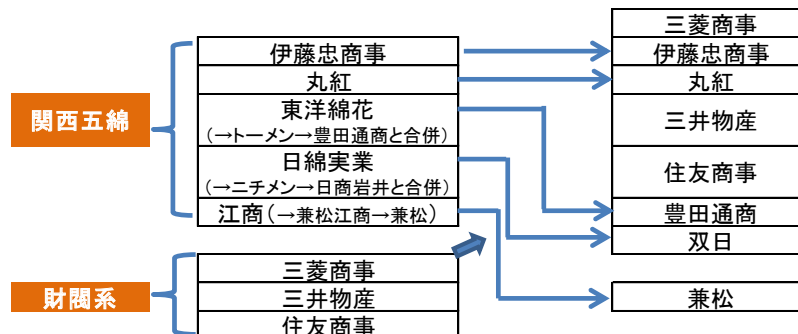 関西五綿
伊藤忠商事
丸紅
東洋綿花
(→トーメン→豊田通商と合併)
日綿実業
(→ニチメン→日商岩井と合併)
江商(→兼松江商→兼松)
財閥系
三菱商事
三井物産
住友商事
三菱商事
伊藤忠商事
丸紅
三井物産
住友商事
豊田通商
双日
兼松